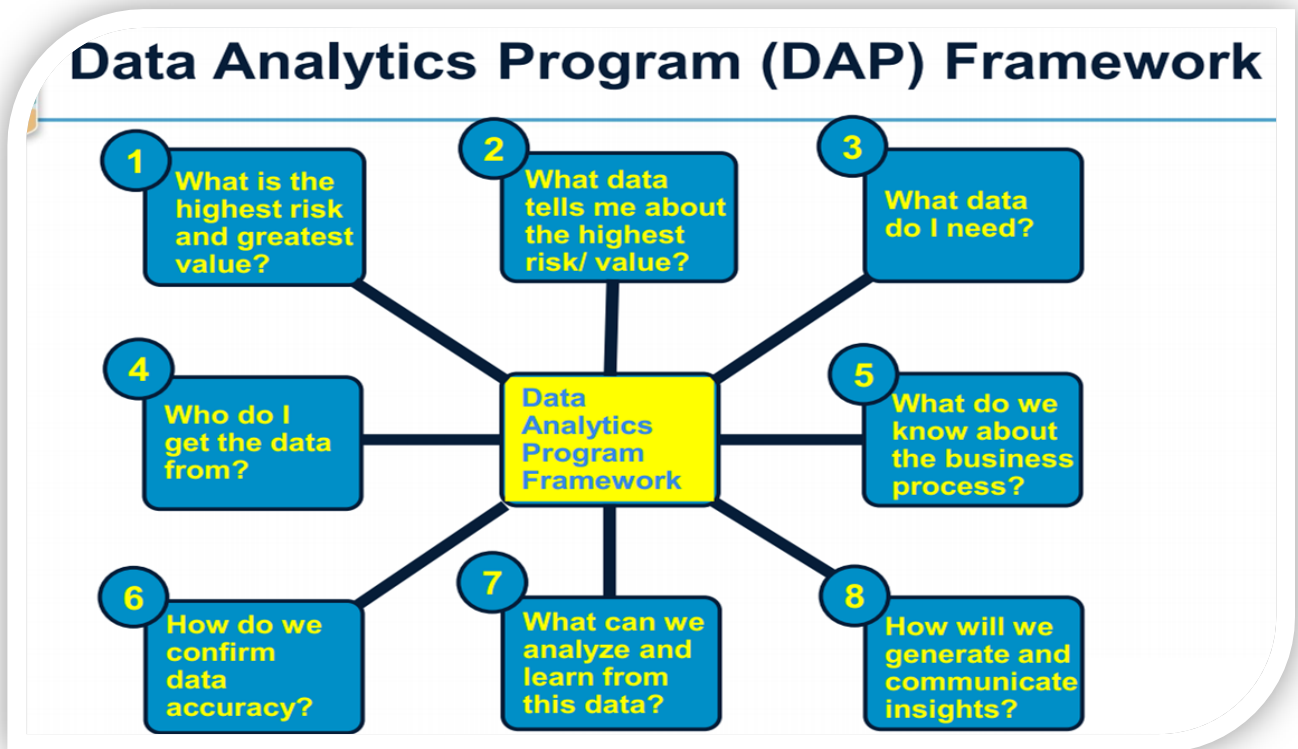 Data Analytics Program (DAP) Framework
1
What is the
highest risk
and greatest
value?
2
What data
tells me about
the highest
risk/ value?
3
What data
do I need?
4
Who do I
get the data
from?
Data
Analytics
Program
Framework
5
What do we
know about
the business
process?
6
How do we
confirm
data
accuracy?
7
What can we
analyze and
learn from
this data?
8
How will we
generate and
communicate
insights?